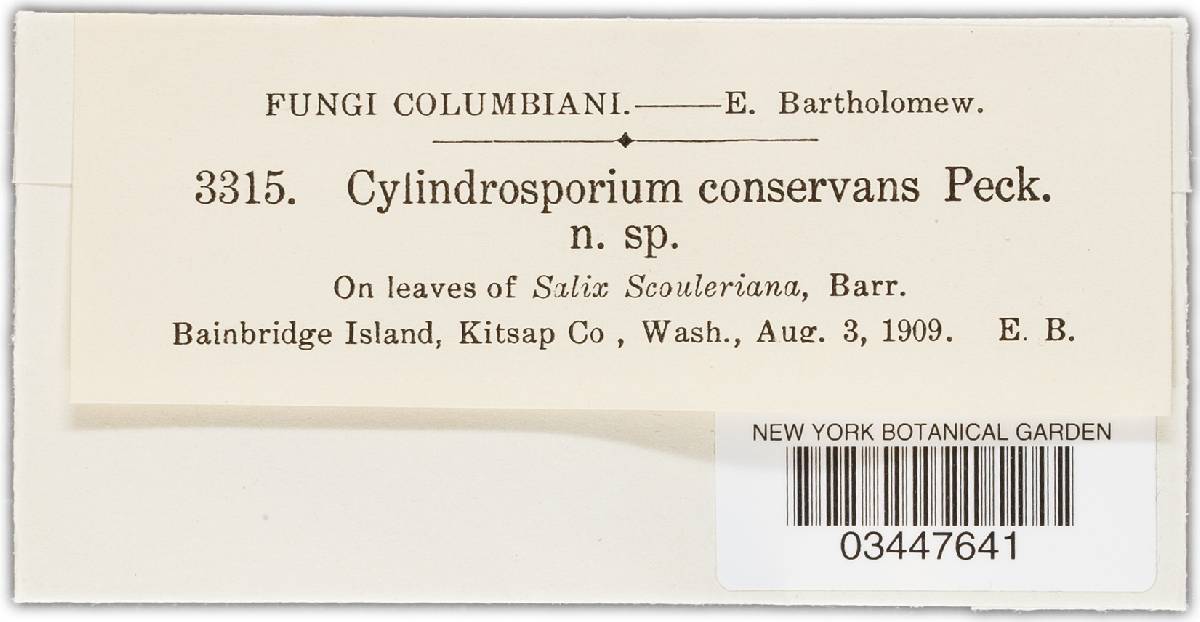 FUNGI COLUMBIANI.——E. Bartholomew.
3315. Cylindrosporium conservans Peck.
n. sp.
On leaves of Salix Scouleriana, Barr.
Bainbridge Island, Kitsap Co , Wash., Aug. 3, 1909. E. B.
NEW YORK BOTANICAL GARDEN
03447641